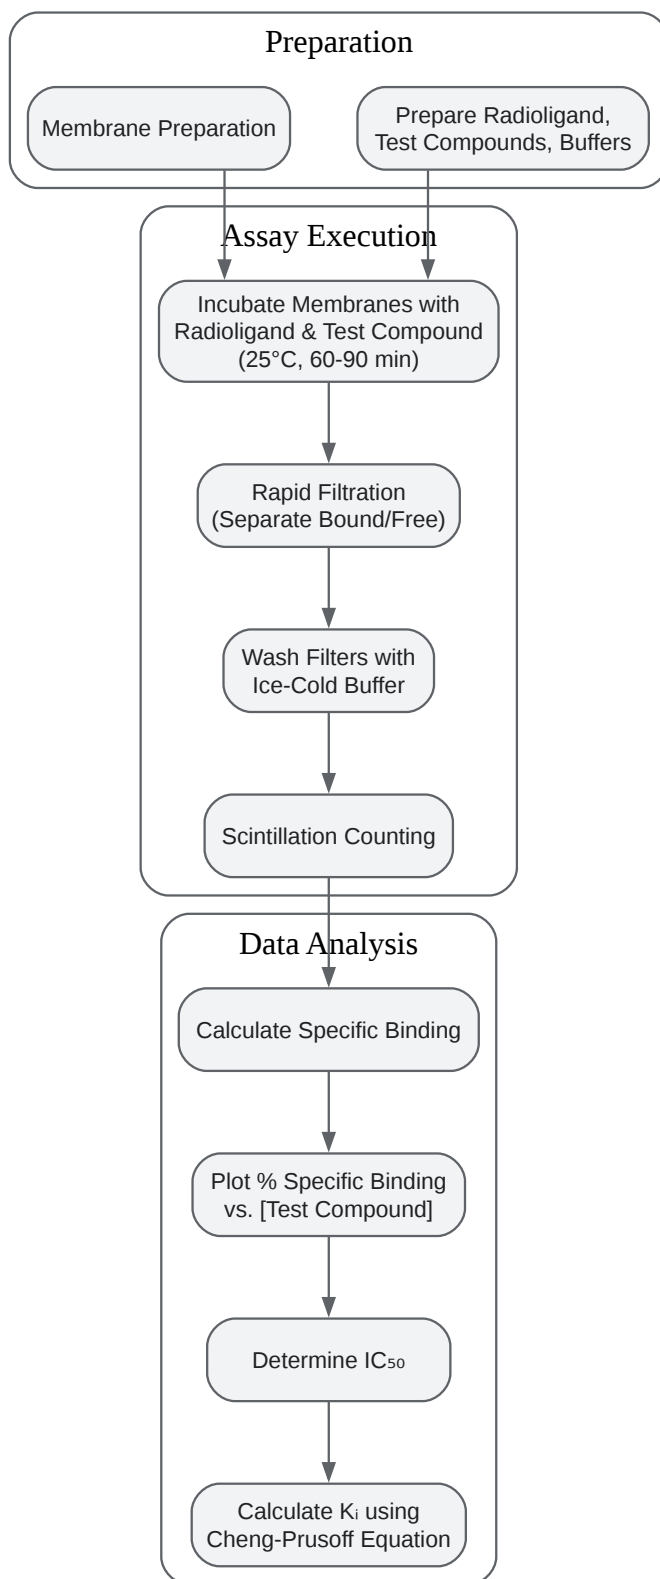 Preparation
Membrane Preparation
Prepare Radioligand,
Test Compounds, Buffers
Assay Execution
Incubate Membranes with
Radioligand & Test Compound
(25°C, 60-90 min)
Rapid Filtration
(Separate Bound/Free)
Wash Filters with
Ice-Cold Buffer
Scintillation Counting
Data Analysis
Calculate Specific Binding
Plot % Specific Binding
vs. [Test Compound]
Determine IC₅₀
Calculate Kᵢ using
Cheng-Prusoff Equation